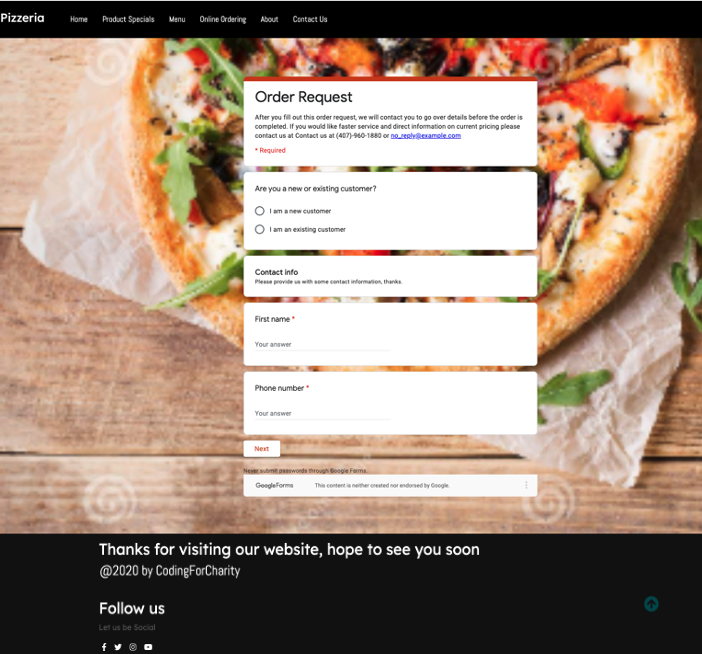 Pizzeria
Home Product Specials Menu Online Ordering About Contact Us
Order Request
After you fill out this order request, we will contact you to go over details before the order is
completed. If you would like faster service and direct information on current pricing please
contact us at Contact us at (407)-960-1880 or no_reply@example.com
* Required
Are you a new or existing customer?
I am a new customer
I am an existing customer
Contact info
Please provide us with some contact information, thanks.
First name *
Your answer
Phone number *
Your answer
Next
Never submit passwords through Google Forms.
Google Forms This content is neither created nor endorsed by Google.
Thanks for visiting our website, hope to see you soon
@2020 by CodingForCharity
Follow us
Let us be Social